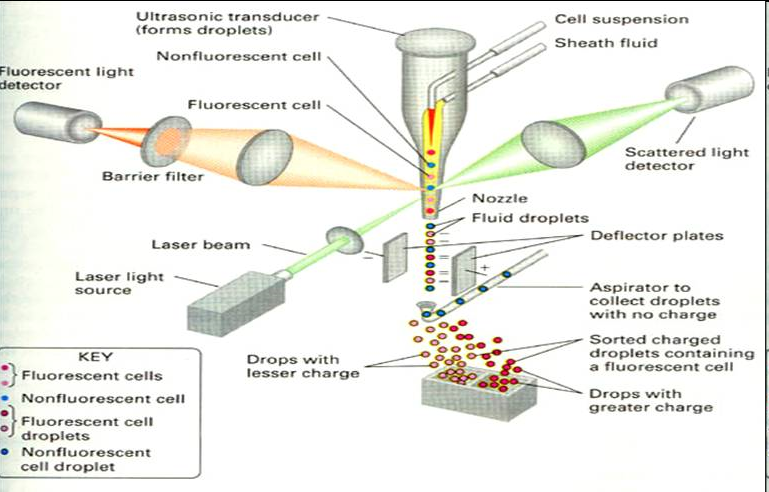 Ultrasonic transducer
(forms droplets)
Cell suspension
Sheath fluid
Nonfluorescent cell
Fluorescent light
detector
Fluorescent cell
Scattered light
detector
Barrier filter
Nozzle
Fluid droplets
Deflector plates
Laser beam
Laser light
source
−
+
Aspirator to
collect droplets
with no charge
Sorted charged
droplets containing
a fluorescent cell
Drops with
lesser charge
Drops with
greater charge
KEY
Fluorescent cells
Nonfluorescent cell
Fluorescent cell
droplets
Nonfluorescent
cell droplet